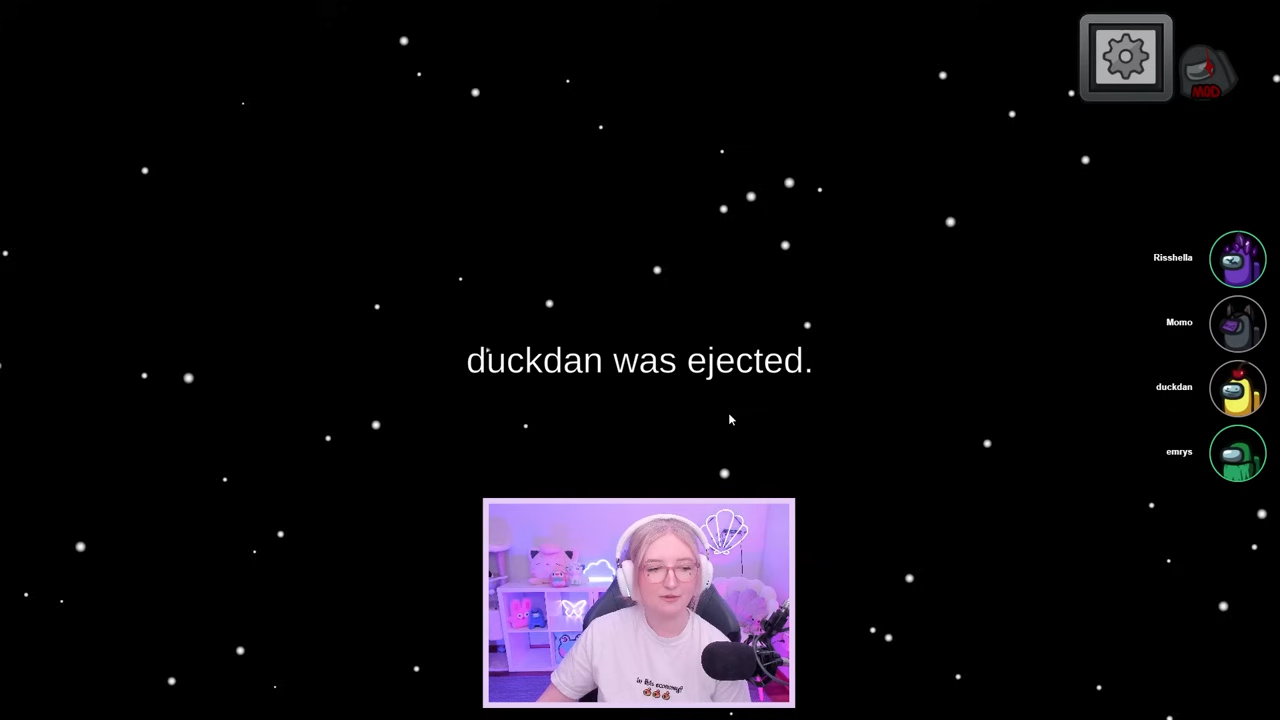 MOD
Risshella
Momo
duckdan was ejected.
duckdan
emrys